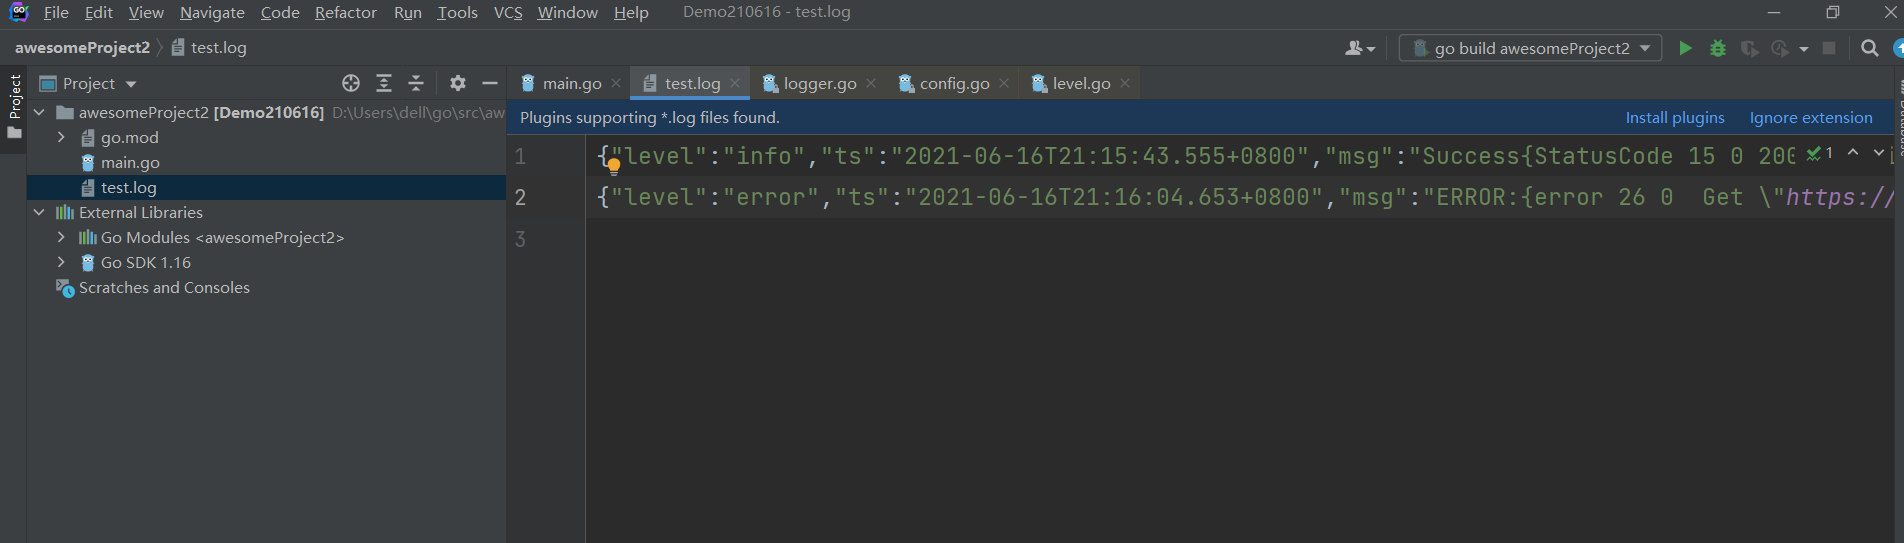 File Edit View Navigate Code Refactor Run Tools VCS Window Help Demo210616 - test.log
awesomeProject2 test.log go build awesomeProject2
Project
Project main.go test.log logger.go config.go level.go
awesomeProject2 [Demo210616] D:\Users\dell\go\src\aw
Plugins supporting *.log files found. Install plugins Ignore extension
go.mod
main.go
test.log
External Libraries
Go Modules <awesomeProject2>
Go SDK 1.16
Scratches and Consoles
1 {"level":"info","ts":"2021-06-16T21:15:43.555+0800","msg":"Success{StatusCode 15 0 200 1
2 {"level":"error","ts":"2021-06-16T21:16:04.653+0800","msg":"ERROR:{error 26 0  Get \"https://
3